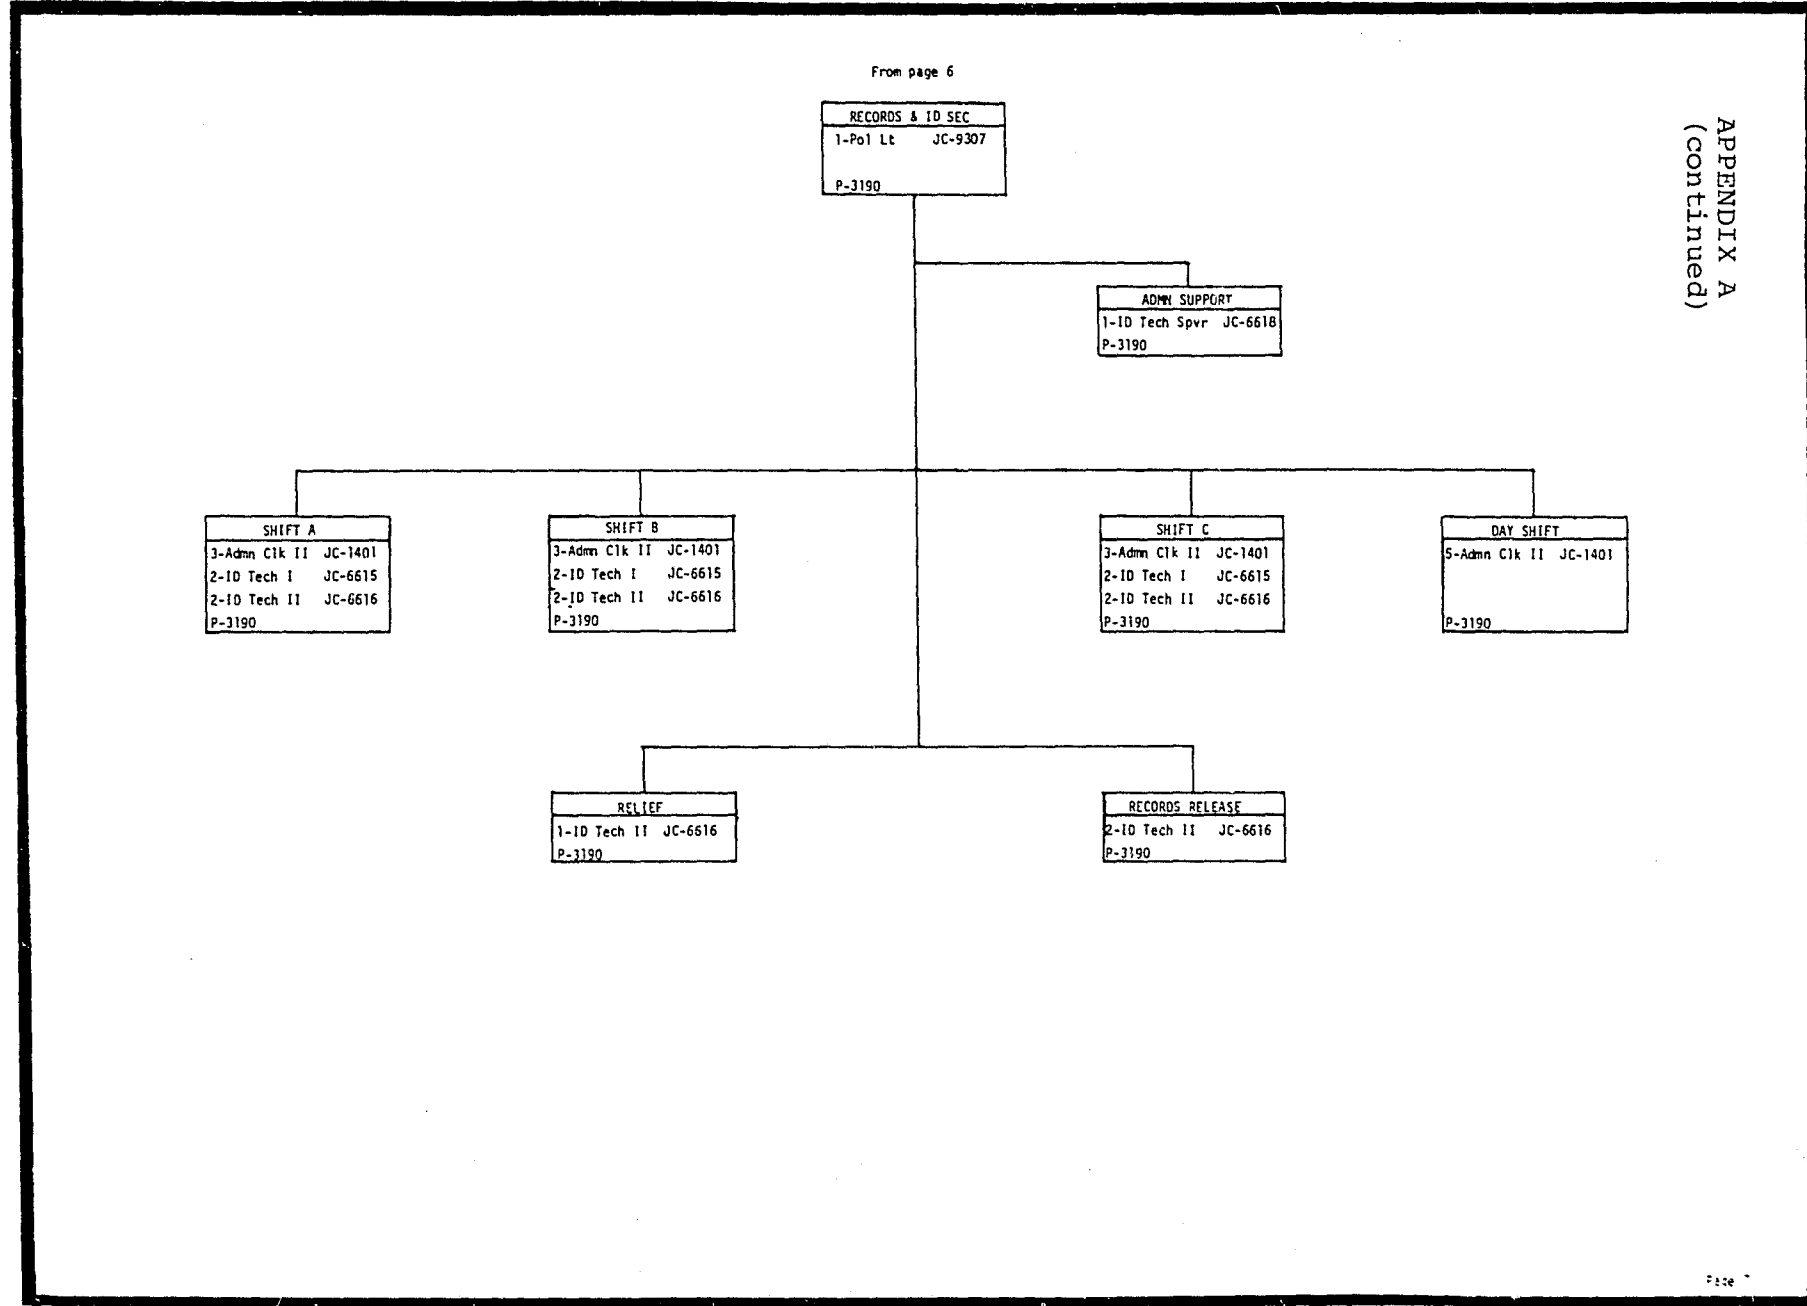 From page 6
APPENDIX A
(continued)
RECORDS & ID SEC
1-Pol Lt JC-9307
P-3190
ADMN SUPPORT
1-ID Tech Spvr JC-6618
P-3190
SHIFT A
3-Admn Clk II JC-1401
2-ID Tech I JC-6615
2-ID Tech II JC-6616
P-3190
SHIFT B
3-Admn Clk II JC-1401
2-ID Tech I JC-6615
2-ID Tech II JC-6616
P-3190
SHIFT C
3-Admn Clk II JC-1401
2-ID Tech I JC-6615
2-ID Tech II JC-6616
P-3190
DAY SHIFT
5-Admn Clk II JC-1401
P-3190
RELIEF
1-ID Tech II JC-6616
P-3190
RECORDS RELEASE
2-ID Tech II JC-6616
P-3190
Page